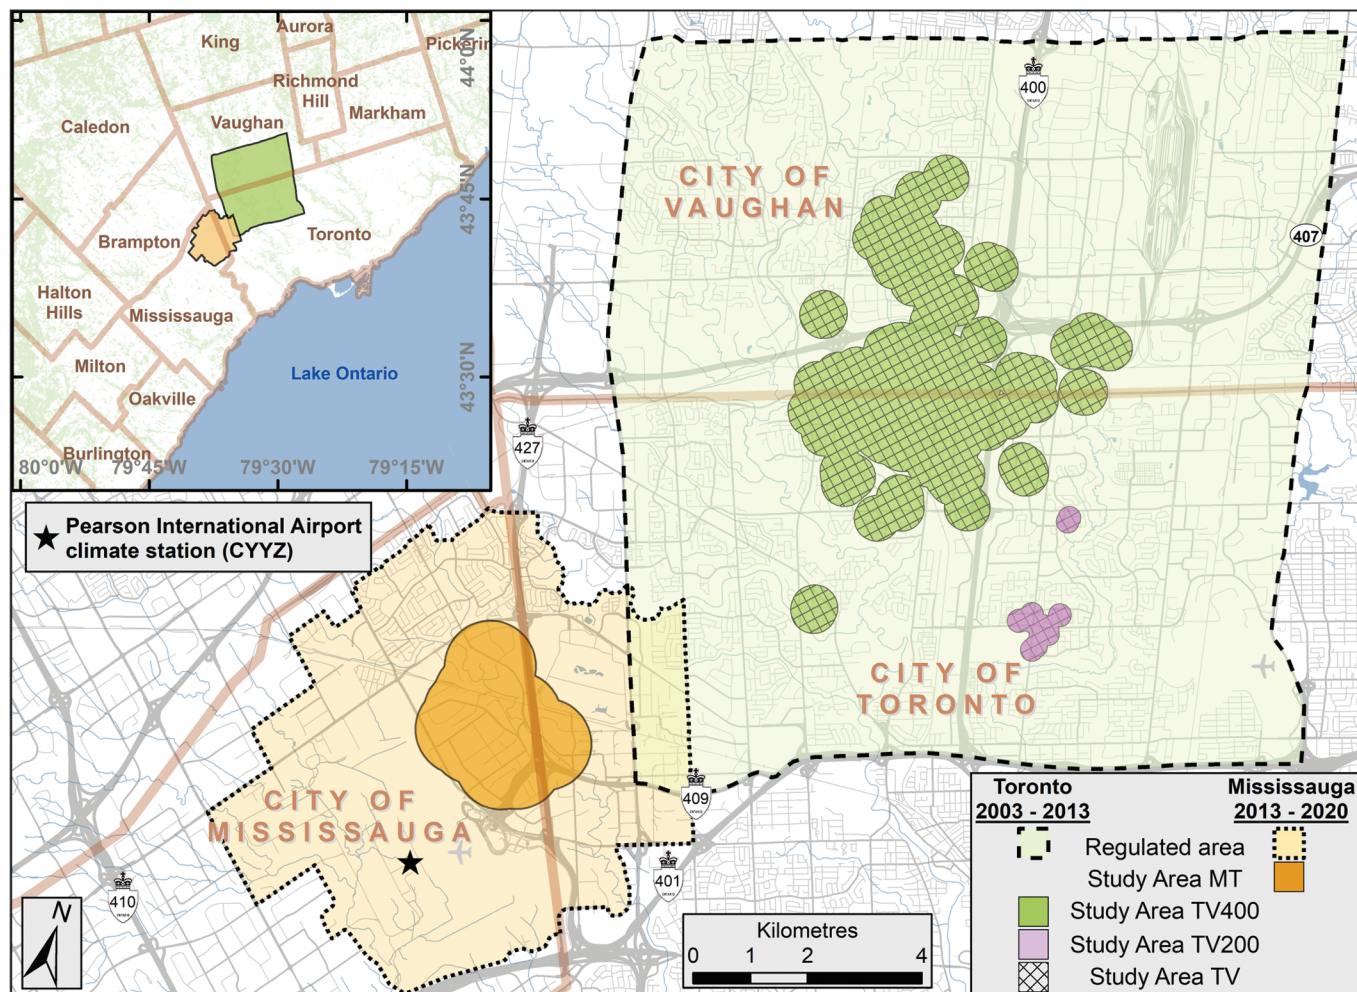 Aurora
King
Pickerin
Richmond
Hill
Caledon
Vaughan
Markham
Brampton
Toronto
Halton
Hills
Mississauga
Milton
Lake Ontario
Oakville
Burlington
44°0'N
43°45'N
43°30'N
80°0'W
79°45'W
79°30'W
79°15'W
Pearson International Airport
climate station (CYYZ)
400
CITY OF
VAUGHAN
407
427
CITY OF
TORONTO
CITY OF
MISSISSAUGA
409
401
410
N
Kilometres
0 1 2 4
Toronto
2003 - 2013
Mississauga
2013 - 2020
Regulated area
Study Area MT
Study Area TV400
Study Area TV200
Study Area TV